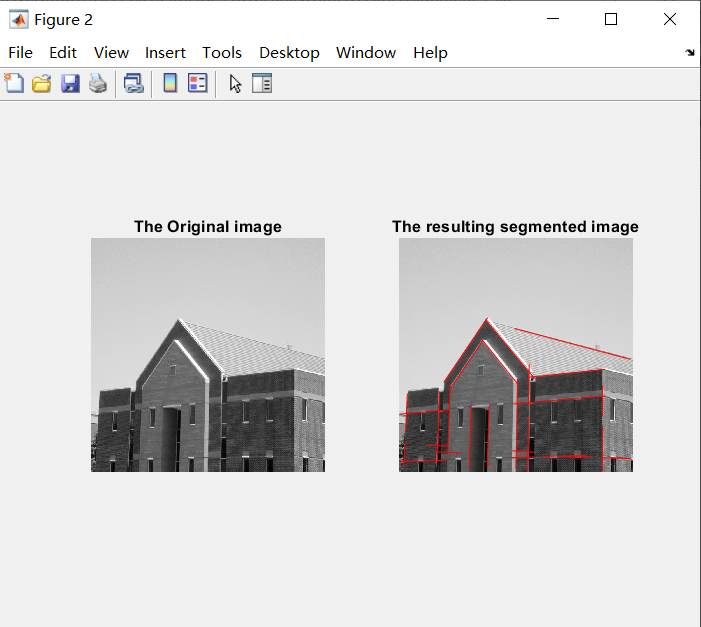 Figure 2
File Edit View Insert Tools Desktop Window Help
The Original image The resulting segmented image